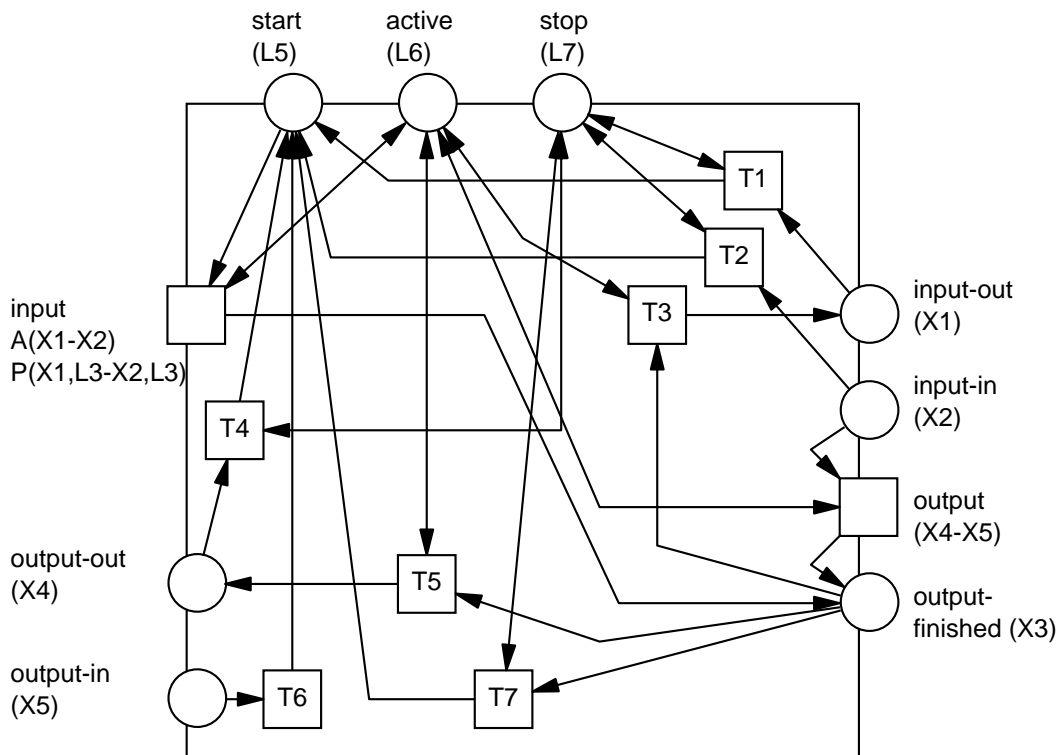 start
(L5)
active
(L6)
stop
(L7)
T1
T2
input-out
(X1)
input
A(X1-X2)
P(X1,L3-X2,L3)
T3
input-in
(X2)
T4
output
(X4-X5)
output-out
(X4)
T5
output-
finished (X3)
output-in
(X5)
T6
T7